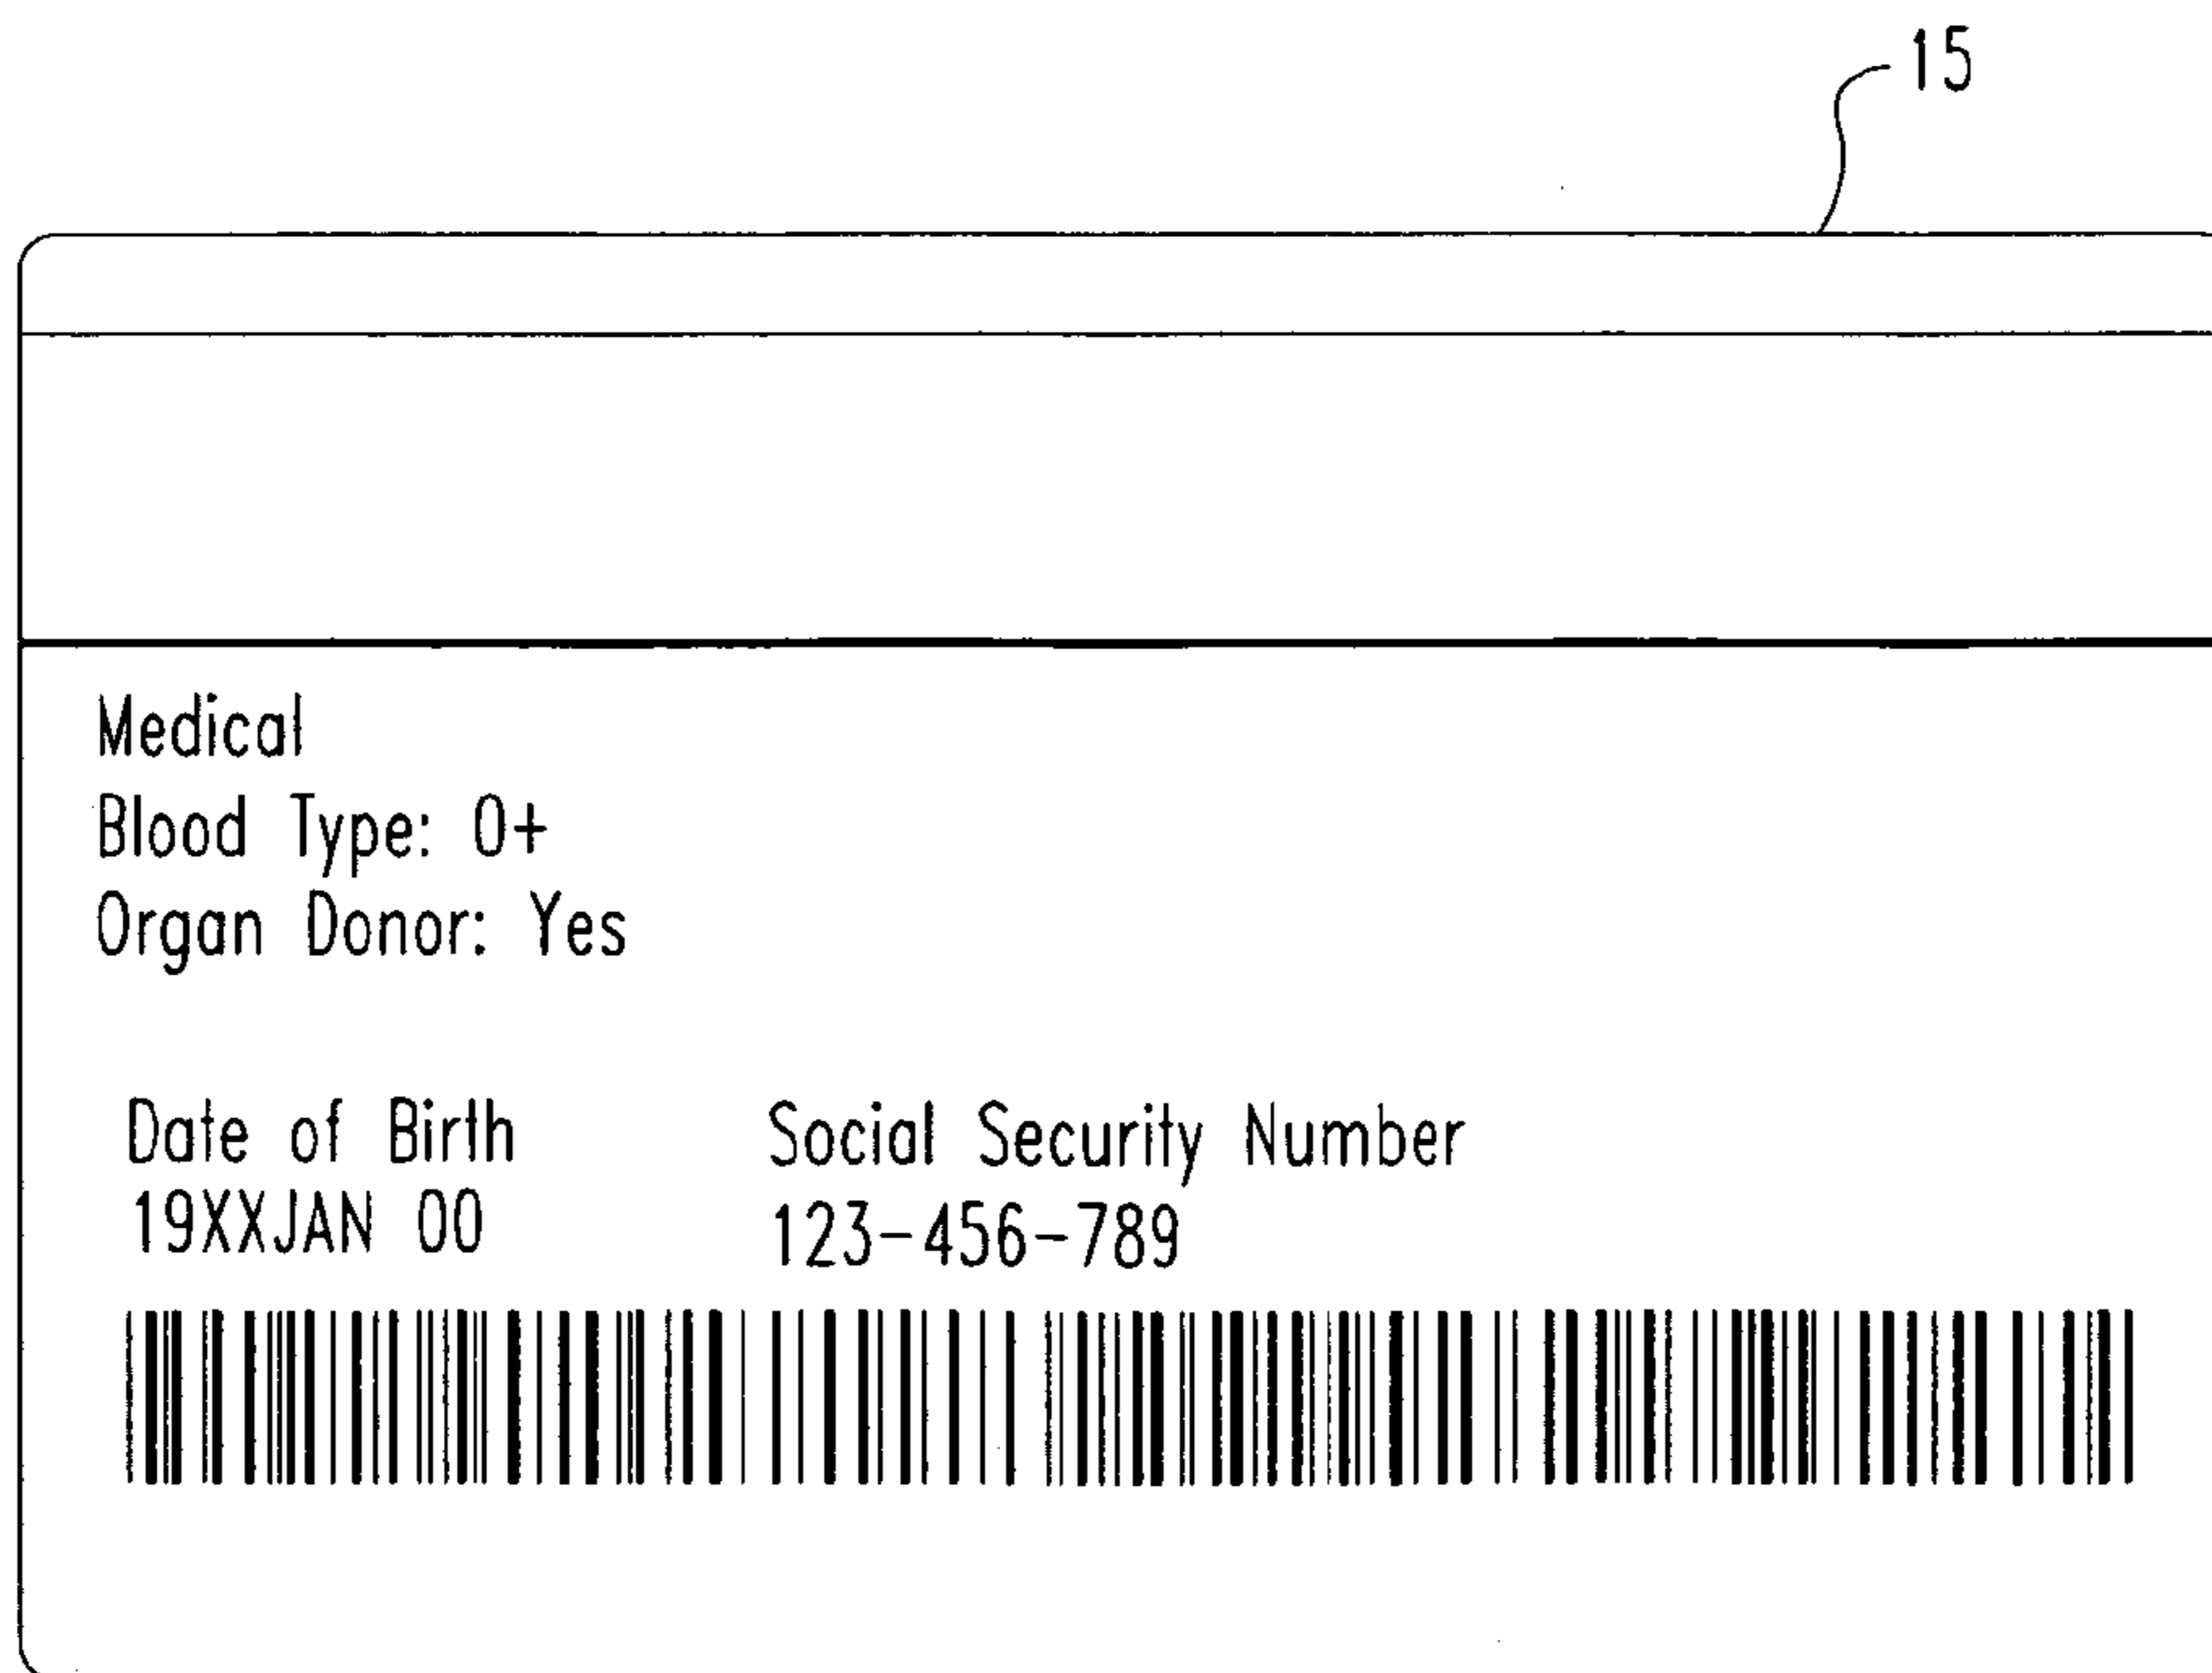 15
Medical
Blood Type: O+
Organ Donor: Yes
Date of Birth Social Security Number
19XXJAN 00 123-456-789